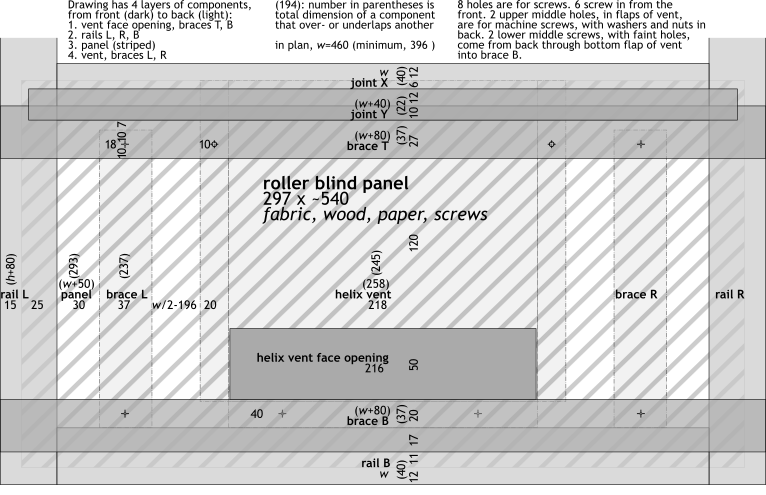 Drawing has 4 layers of components,
from front (dark) to back (light):
1. vent face opening, braces T, B
2. rails L, R, B
3. panel (striped)
4. vent, braces L, R
(194): number in parentheses is
total dimension of a component
that over- or underlaps another
in plan, w=460 (minimum, 396 )
8 holes are for screws. 6 screw in from the
front. 2 upper middle holes, in flaps of vent,
are for machine screws, with washers and nuts in
back. 2 lower middle screws, with faint holes,
come from back through bottom flap of vent
into brace B.
w
joint X
(40)
6 12
(w+40)
joint Y
(22)
10 12
(w+80)
brace T
(37)
27
18
10 10 7
10
roller blind panel
297 x ~540
fabric, wood, paper, screws
120
(h+80)
rail L
15 25
(293)
(w+50)
panel
30
(237)
brace L
37
w/2-196
20
(245)
(258)
helix vent
218
brace R
rail R
helix vent face opening
216
50
40
(w+80)
brace B
(37)
20
17
rail B
w
(40)
12 11